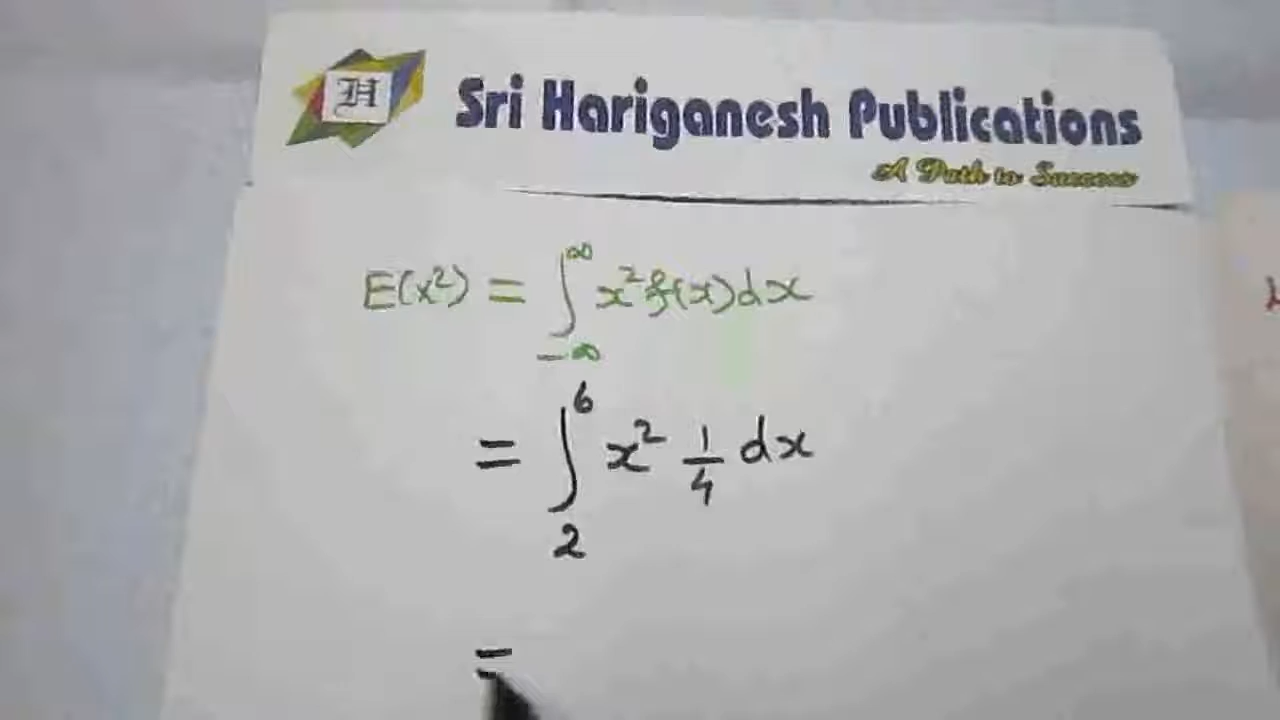 H
Sri Hariganesh Publications
A Path to Success
E(x²) = ∫_{-∞}^{∞} x² f(x) dx
= ∫_{2}^{6} x² 1/4 dx
=